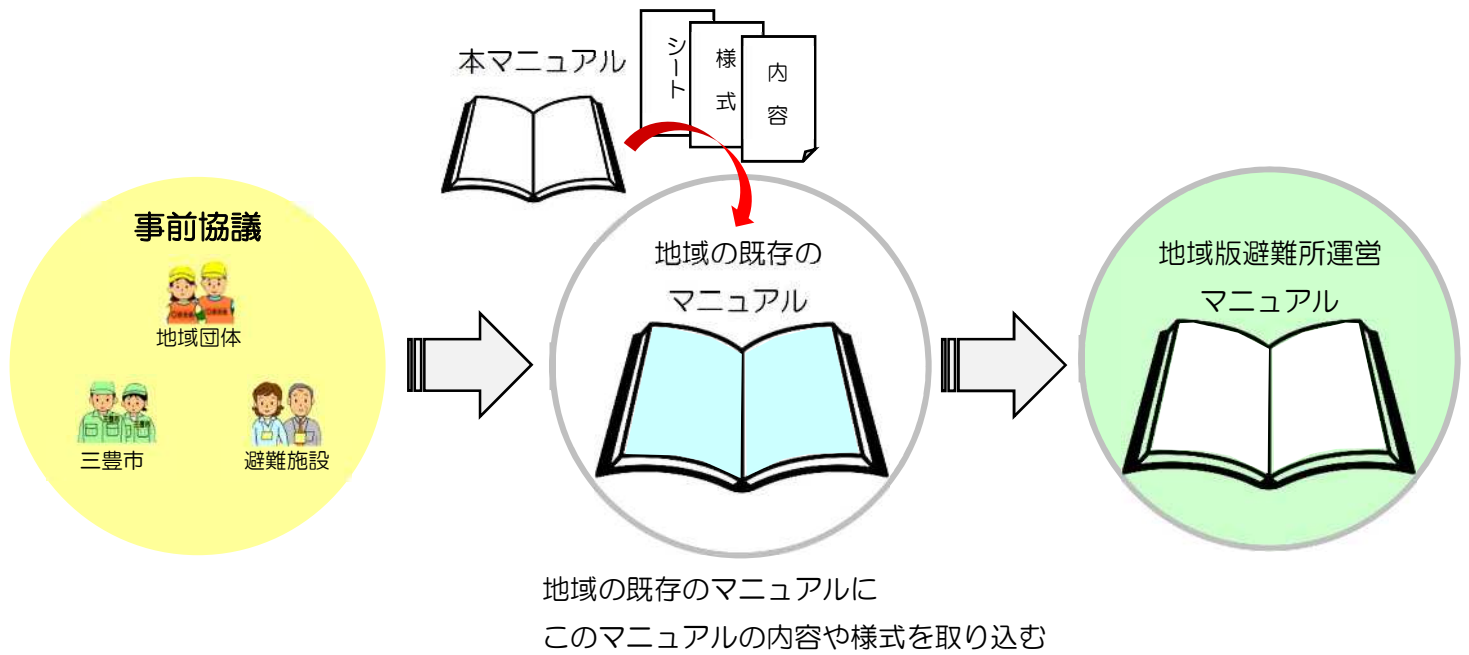 本マニュアル
シート
様式
内容
事前協議
地域団体
三豊市
避難施設
地域の既存の
マニュアル
地域版避難所運営
マニュアル
地域の既存のマニュアルに
このマニュアルの内容や様式を取り込む